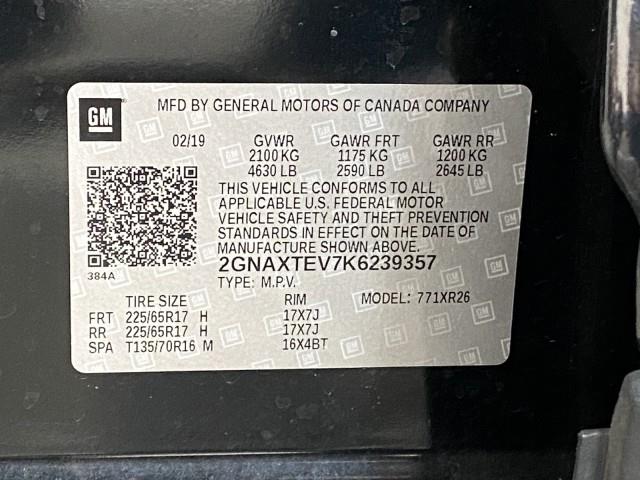 GM
MFD BY GENERAL MOTORS OF CANADA COMPANY
02/19 GVWR GAWR FRT GAWR RR
2100 KG 1175 KG 1200 KG
4630 LB 2590 LB 2645 LB
THIS VEHICLE CONFORMS TO ALL
APPLICABLE U.S. FEDERAL MOTOR
VEHICLE SAFETY AND THEFT PREVENTION
STANDARDS IN EFFECT ON THE DATE OF
MANUFACTURE SHOWN ABOVE.
384A
2GNAXTEV7K6239357
TYPE: M.P.V.
TIRE SIZE RIM MODEL: 771XR26
FRT 225/65R17 H 17X7J
RR 225/65R17 H 17X7J
SPA T135/70R16 M 16X4BT